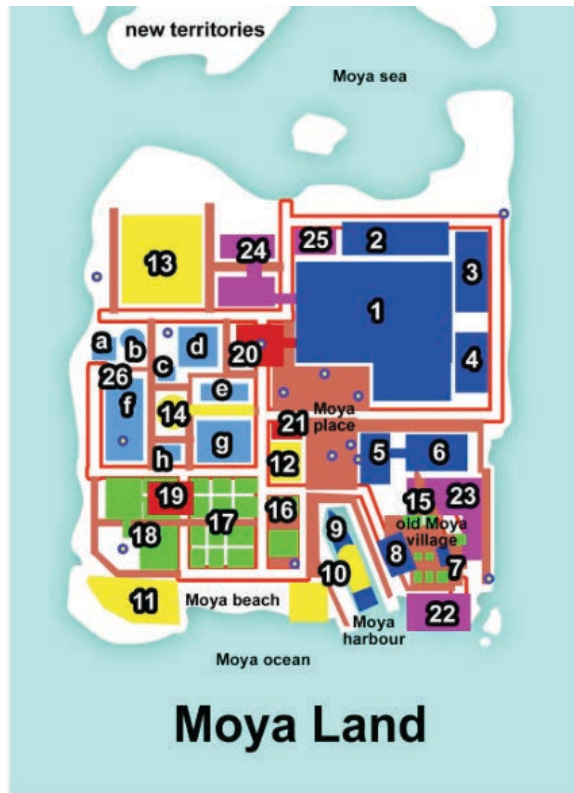 new territories
Moya sea
24
25
2
13
3
1
a
b
d
20
4
c
26
e
f
14
Moya
place
21
g
h
12
5
6
19
16
15
23
17
18
9
old Moya
village
8
10
7
11
Moya beach
22
Moya
harbour
Moya ocean
Moya Land